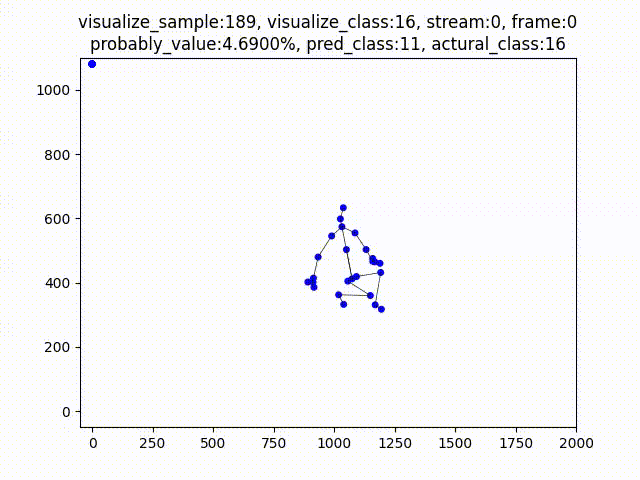 visualize_sample:189, visualize_class:16, stream:0, frame:0
probably_value:4.6900%, pred_class:11, actural_class:16
1000
800
600
400
200
0
0 250 500 750 1000 1250 1500 1750 2000